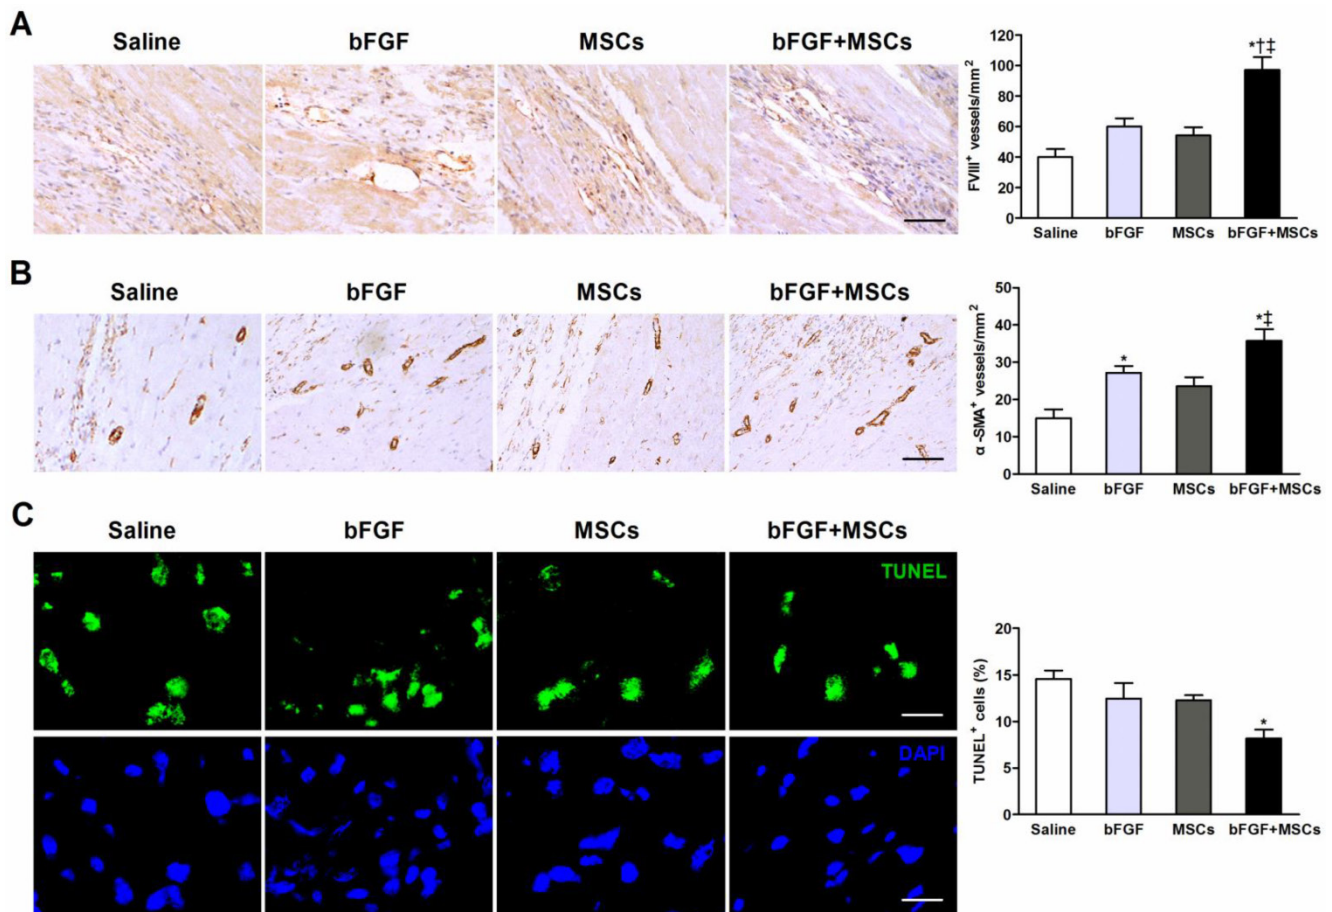 A
Saline bFGF MSCs bFGF+MSCs
FVIII+ vessels/mm2
120
100
80
60
40
20
0
*†‡
Saline bFGF MSCs bFGF+MSCs
B
Saline bFGF MSCs bFGF+MSCs
α-SMA+ vessels/mm2
50
40
30
20
10
0
*
*‡
Saline bFGF MSCs bFGF+MSCs
C
Saline bFGF MSCs bFGF+MSCs
TUNEL
DAPI
TUNEL+ cells (%)
20
15
10
5
0
*
Saline bFGF MSCs bFGF+MSCs